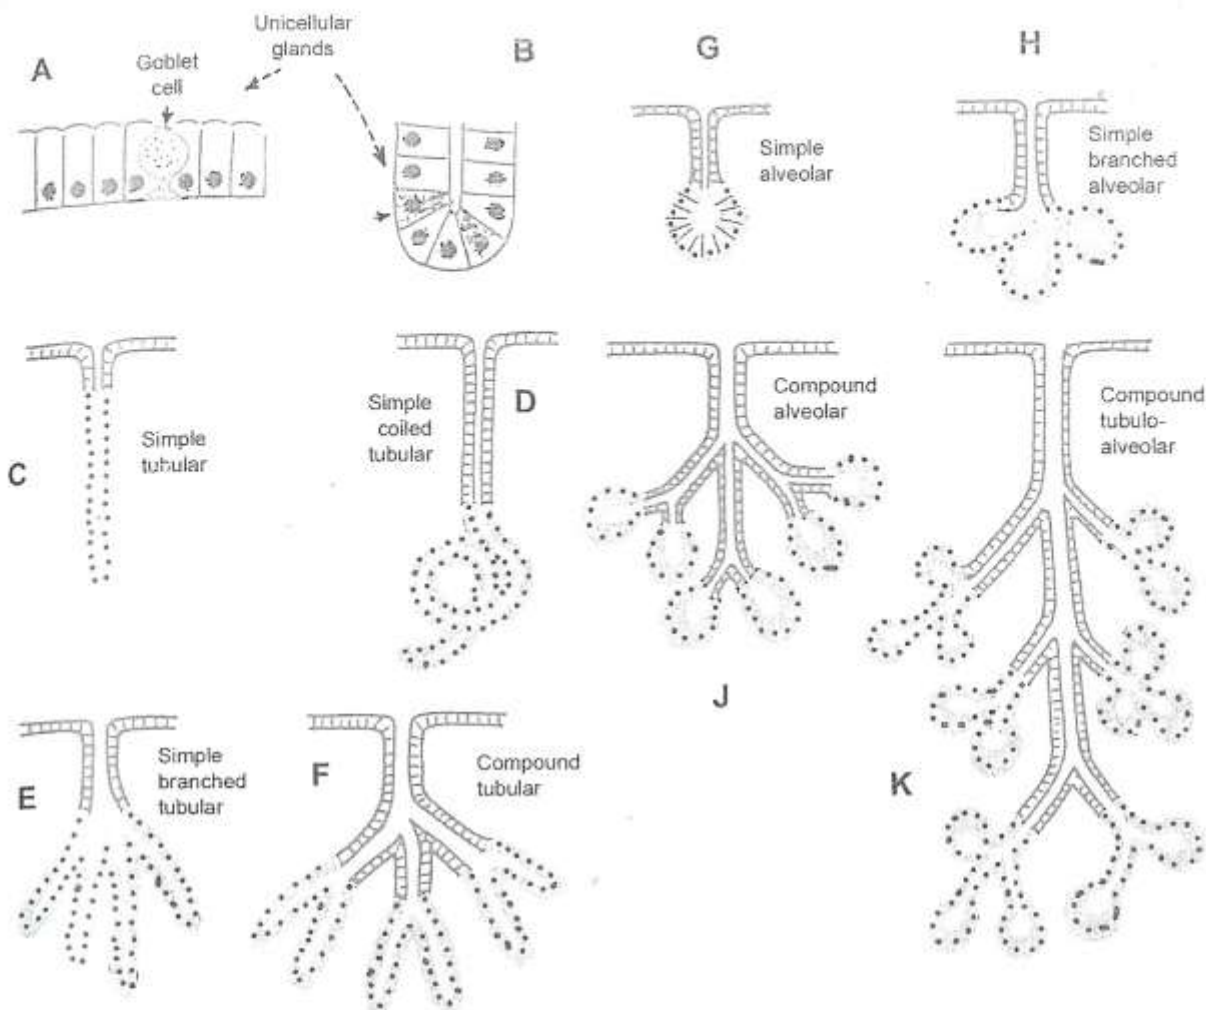 A
Unicellular
glands
Goblet
cell
B
G
Simple
alveolar
H
Simple
branched
alveolar
C
Simple
tubular
Simple
coiled
tubular
D
Compound
alveolar
J
Compound
tubulo-
alveolar
K
E
Simple
branched
tubular
F
Compound
tubular